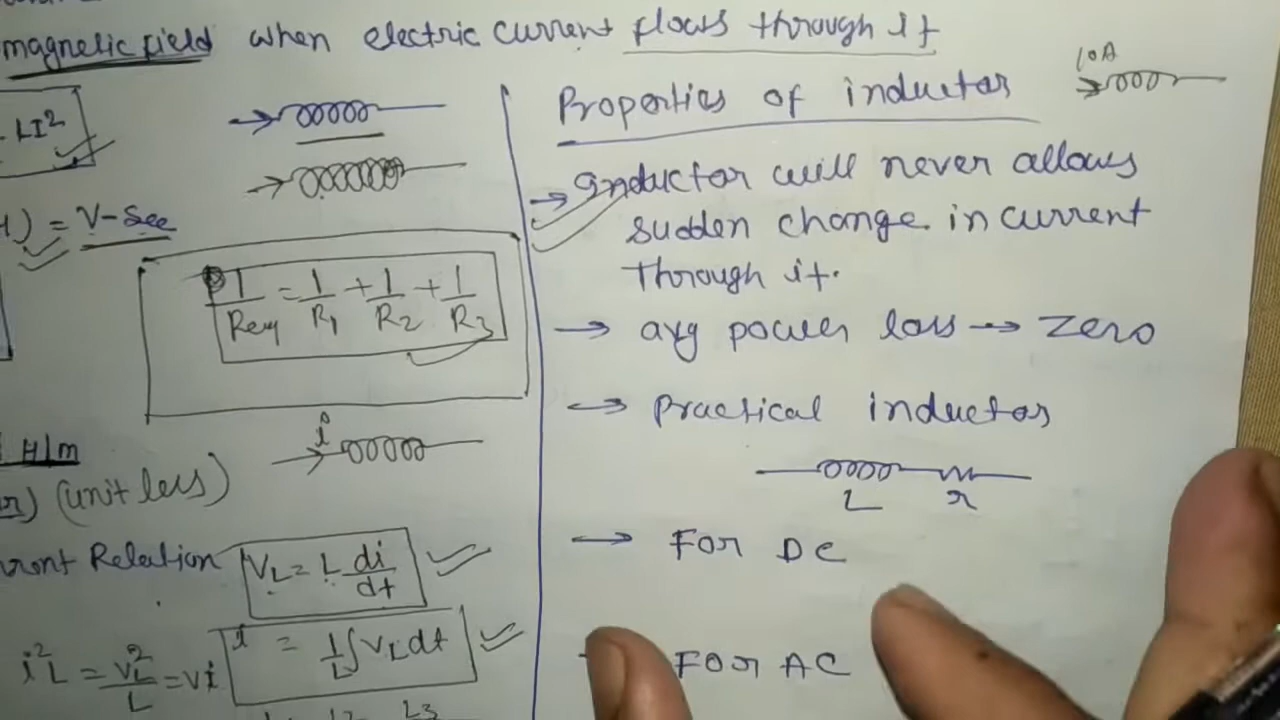 magnetic field when electric current flows through it
LI²
= V-Sec
1/Req = 1/R1 + 1/R2 + 1/R3
i
H/m
(unit less)
Relation VL = L di/dt
i = 1/L ∫ VL dt
i²L = VL²/L = Vi
L3
10A
Properties of inductor
→ Inductor will never allows
sudden change in current
through it.
→ avg power loss → zero
→ Practical inductor
L r
→ For DC
For AC